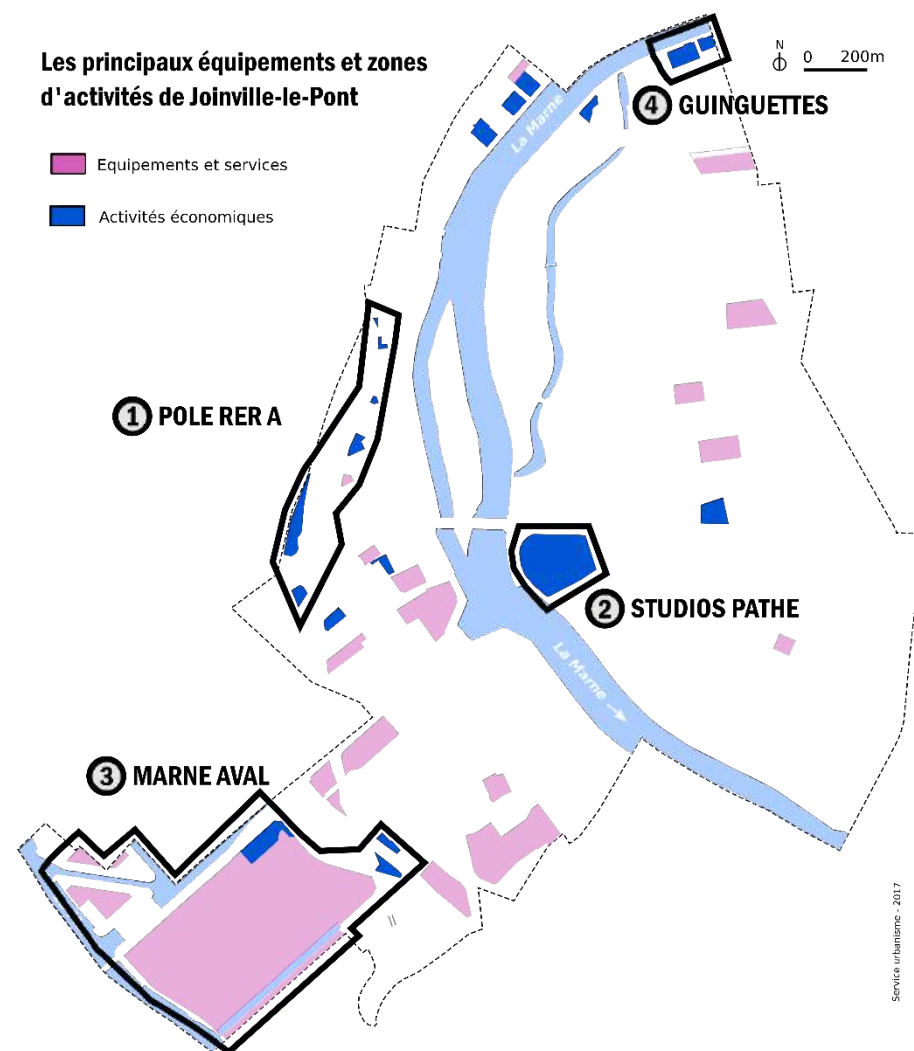 Les principaux équipements et zones
d'activités de Joinville-le-Pont
Equipements et services
Activités économiques
N
0 200m
La Marne
4 GUINGUETTES
1 POLE RER A
2 STUDIOS PATHE
La Marne →
3 MARNE AVAL
Service urbanisme - 2017